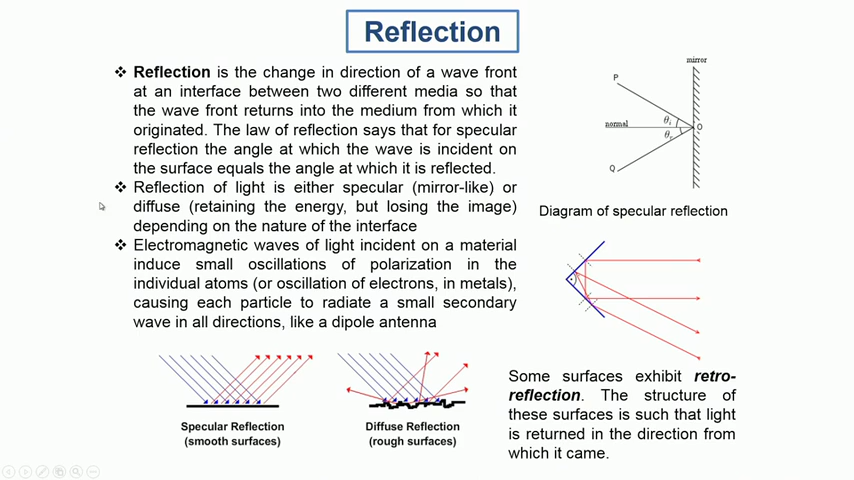 Reflection
❖ Reflection is the change in direction of a wave front
at an interface between two different media so that
the wave front returns into the medium from which it
originated. The law of reflection says that for specular
reflection the angle at which the wave is incident on
the surface equals the angle at which it is reflected.
❖ Reflection of light is either specular (mirror-like) or
diffuse (retaining the energy, but losing the image)
depending on the nature of the interface
❖ Electromagnetic waves of light incident on a material
induce small oscillations of polarization in the
individual atoms (or oscillation of electrons, in metals),
causing each particle to radiate a small secondary
wave in all directions, like a dipole antenna
Specular Reflection
(smooth surfaces)
Diffuse Reflection
(rough surfaces)
mirror
P
normal
θi
O
θr
Q
Diagram of specular reflection
Some surfaces exhibit retro-
reflection. The structure of
these surfaces is such that light
is returned in the direction from
which it came.